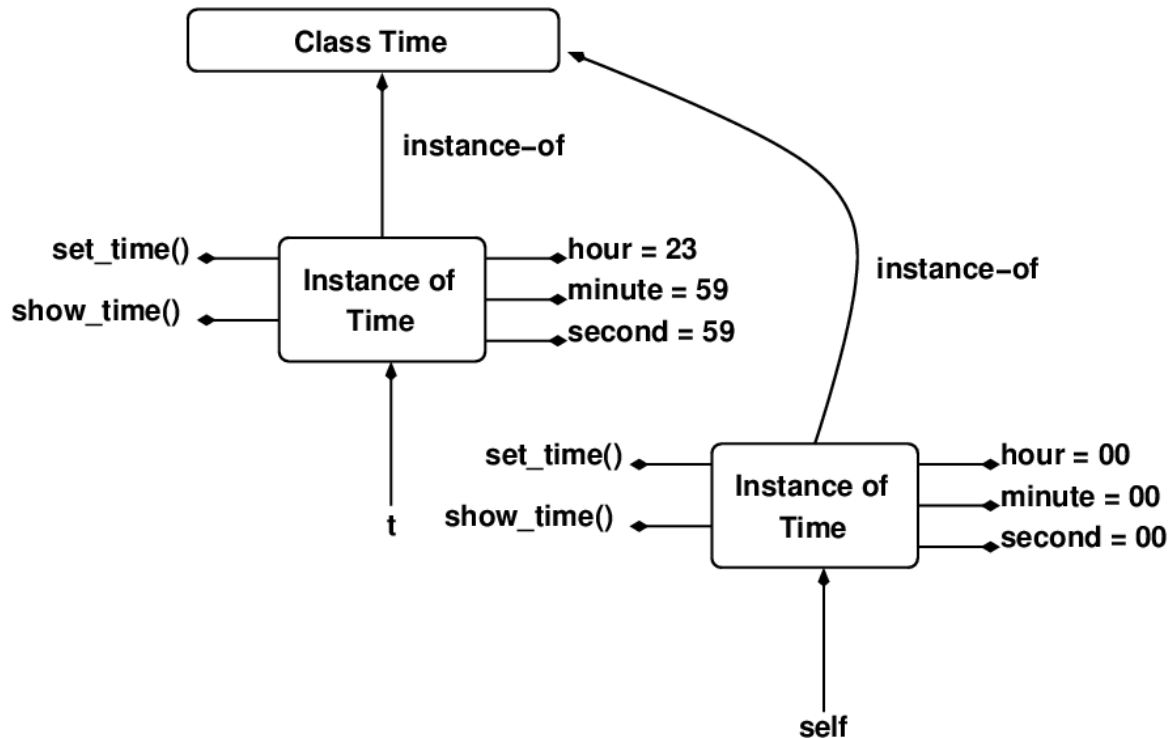 Class Time
instance–of
set_time()
show_time()
Instance of
Time
hour = 23
minute = 59
second = 59
t
instance–of
set_time()
show_time()
Instance of
Time
hour = 00
minute = 00
second = 00
self